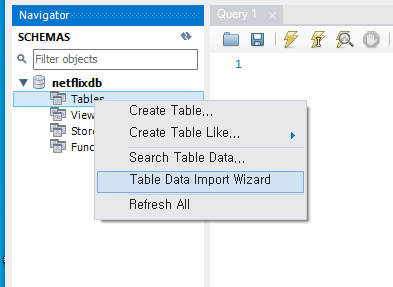 Navigator
SCHEMAS
Filter objects
netflixdb
Tables
View
Store
Func
Query 1
1
Create Table...
Create Table Like...
Search Table Data...
Table Data Import Wizard
Refresh All